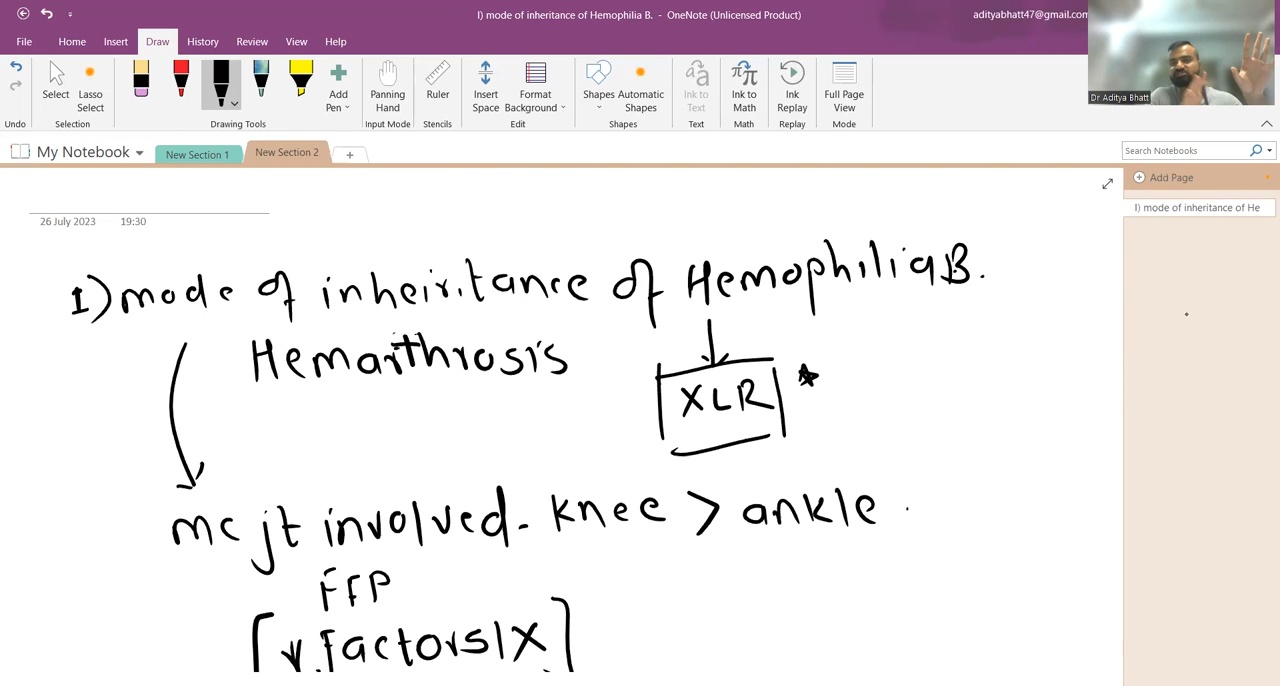 I) mode of inheritance of Hemophilia B.  -  OneNote (Unlicensed Product)
adityabhatt47@gmail.com
File Home Insert Draw History Review View Help
Select
Lasso Select
Add Pen
Panning Hand
Ruler
Insert Space
Format Background
Shapes
Automatic Shapes
Ink to Text
Ink to Math
Ink Replay
Full Page View
Dr Aditya Bhatt
Undo Selection Drawing Tools Input Mode Stencils Edit Shapes Text Math Replay Mode
My Notebook New Section 1 New Section 2 Search Notebooks
Add Page
I) mode of inheritance of He
26 July 2023 19:30
I) mode of inheritance of Hemophilia B.
Hemarthrosis
XLR
mc jt involved - knee > ankle
FFP
[↓ factors IX]